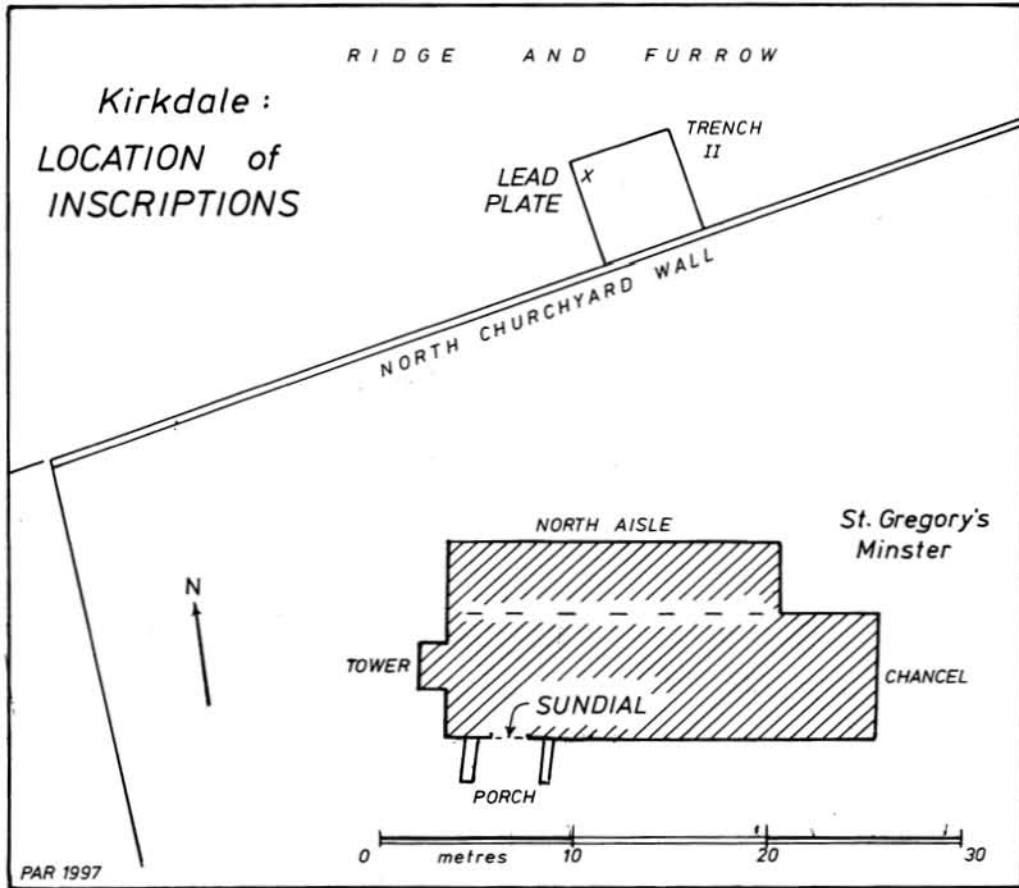 RIDGE AND FURROW
Kirkdale :
LOCATION of
INSCRIPTIONS
TRENCH
II
LEAD
PLATE
x
NORTH CHURCHYARD WALL
NORTH AISLE
St. Gregory's
Minster
N
TOWER
CHANCEL
SUNDIAL
PORCH
0 metres 10 20 30
PAR 1997